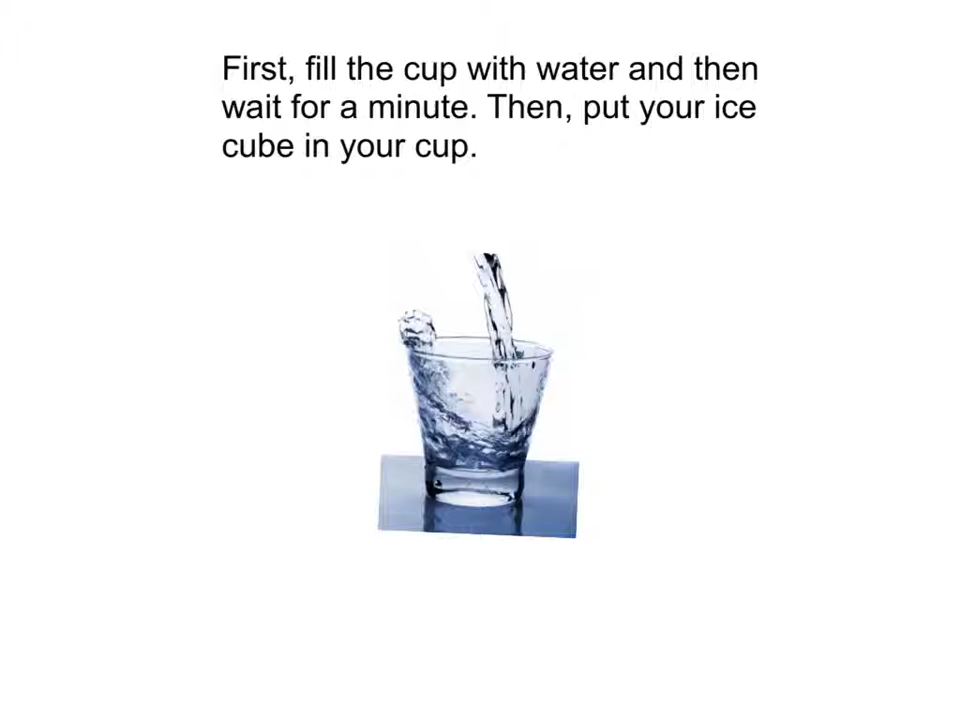 First, fill the cup with water and then
wait for a minute. Then, put your ice
cube in your cup.